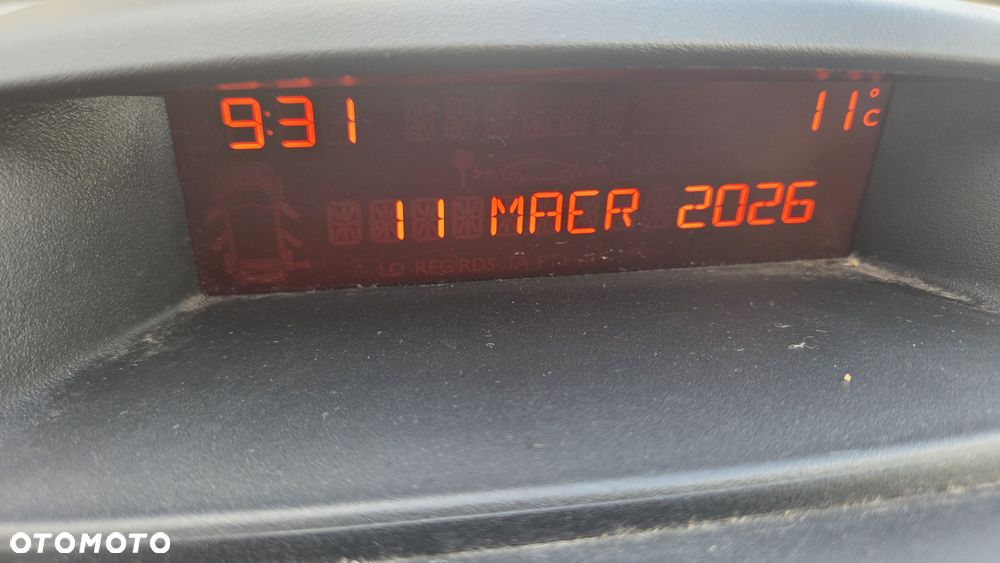 9:31 11°C
11 MAER 2026
LD REG RDS TA PTY
OTOMOTO